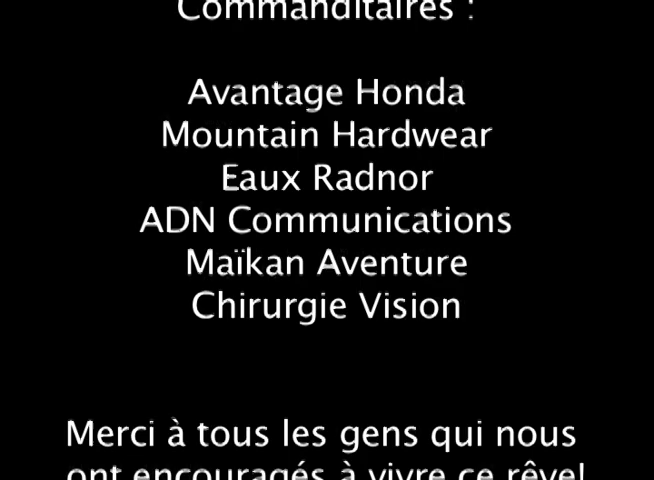 Commanditaires :
Avantage Honda
Mountain Hardwear
Eaux Radnor
ADN Communications
Maïkan Aventure
Chirurgie Vision
Merci à tous les gens qui nous
ont encouragés à vivre ce rêve!